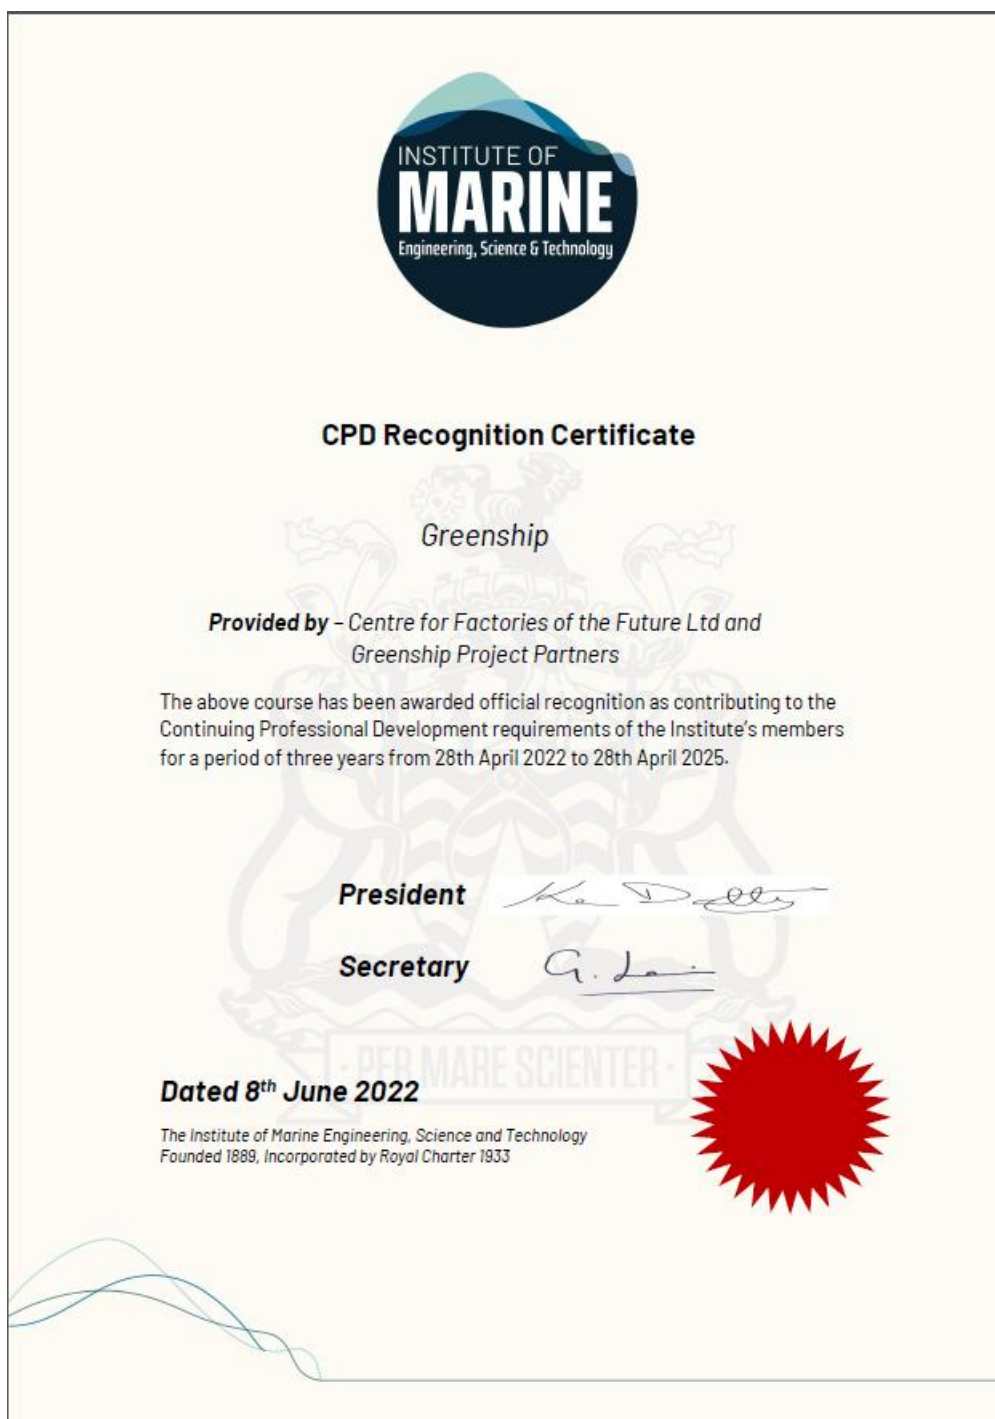 INSTITUTE OF
MARINE
Engineering, Science & Technology
CPD Recognition Certificate
Greenship
Provided by – Centre for Factories of the Future Ltd and
Greenship Project Partners
The above course has been awarded official recognition as contributing to the
Continuing Professional Development requirements of the Institute's members
for a period of three years from 28th April 2022 to 28th April 2025.
President
Secretary
· PER MARE SCIENTER ·
Dated 8th June 2022
The Institute of Marine Engineering, Science and Technology
Founded 1889, Incorporated by Royal Charter 1933